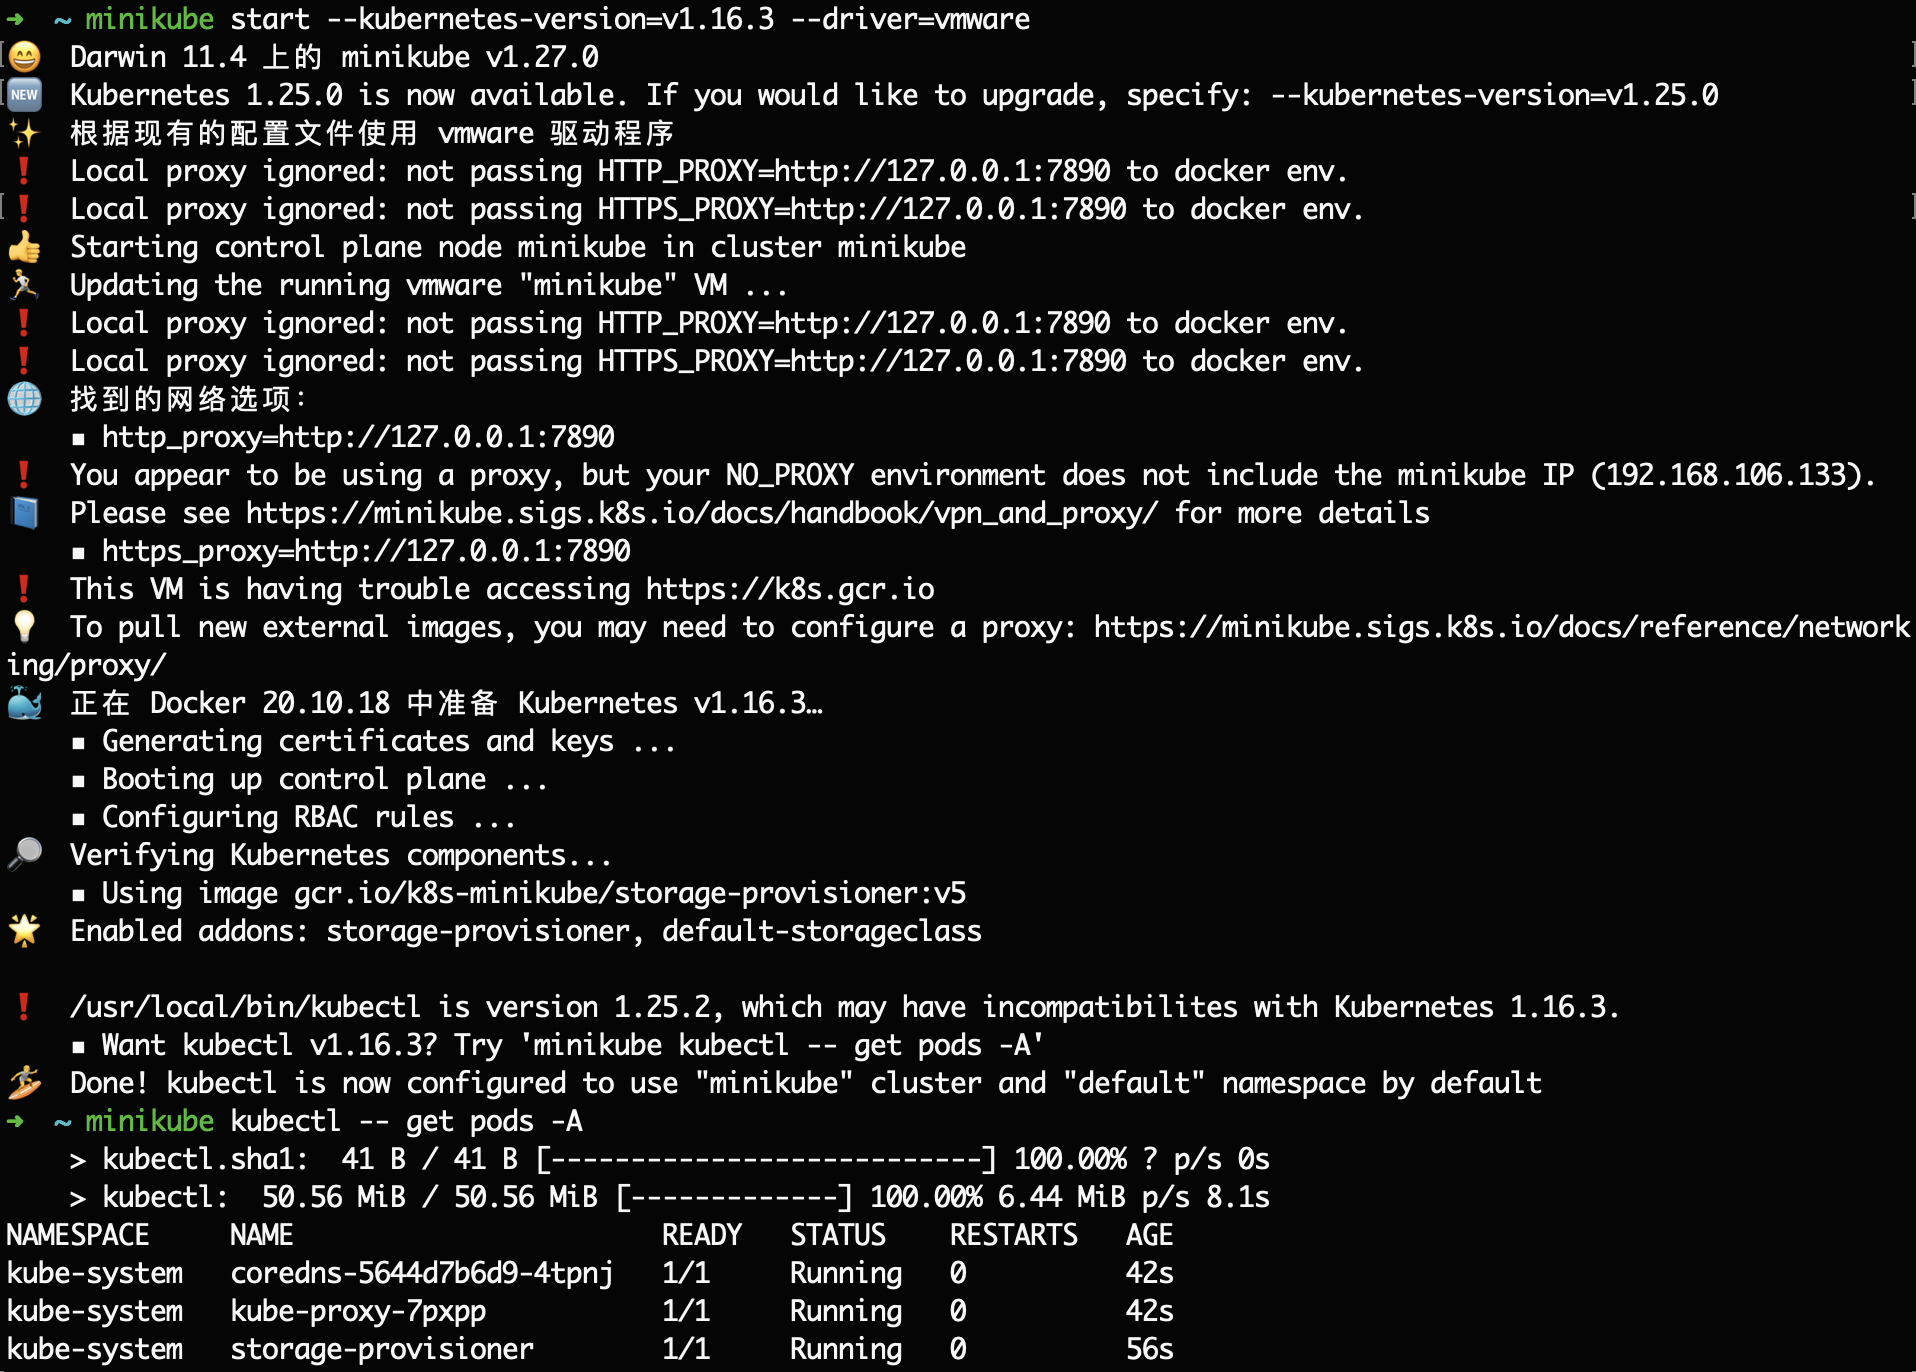 ➜  ~ minikube start --kubernetes-version=v1.16.3 --driver=vmware
😄  Darwin 11.4 上的 minikube v1.27.0
🆕  Kubernetes 1.25.0 is now available. If you would like to upgrade, specify: --kubernetes-version=v1.25.0
✨  根据现有的配置文件使用 vmware 驱动程序
❗  Local proxy ignored: not passing HTTP_PROXY=http://127.0.0.1:7890 to docker env.
❗  Local proxy ignored: not passing HTTPS_PROXY=http://127.0.0.1:7890 to docker env.
👍  Starting control plane node minikube in cluster minikube
🏃  Updating the running vmware "minikube" VM ...
❗  Local proxy ignored: not passing HTTP_PROXY=http://127.0.0.1:7890 to docker env.
❗  Local proxy ignored: not passing HTTPS_PROXY=http://127.0.0.1:7890 to docker env.
🌐  找到的网络选项：
    ▪ http_proxy=http://127.0.0.1:7890
❗  You appear to be using a proxy, but your NO_PROXY environment does not include the minikube IP (192.168.106.133).
📘  Please see https://minikube.sigs.k8s.io/docs/handbook/vpn_and_proxy/ for more details
    ▪ https_proxy=http://127.0.0.1:7890
❗  This VM is having trouble accessing https://k8s.gcr.io
💡  To pull new external images, you may need to configure a proxy: https://minikube.sigs.k8s.io/docs/reference/network
ing/proxy/
🐳  正在 Docker 20.10.18 中准备 Kubernetes v1.16.3…
    ▪ Generating certificates and keys ...
    ▪ Booting up control plane ...
    ▪ Configuring RBAC rules ...
🔎  Verifying Kubernetes components...
    ▪ Using image gcr.io/k8s-minikube/storage-provisioner:v5
🌟  Enabled addons: storage-provisioner, default-storageclass
❗  /usr/local/bin/kubectl is version 1.25.2, which may have incompatibilites with Kubernetes 1.16.3.
    ▪ Want kubectl v1.16.3? Try 'minikube kubectl -- get pods -A'
🏄  Done! kubectl is now configured to use "minikube" cluster and "default" namespace by default
➜  ~ minikube kubectl -- get pods -A
    > kubectl.sha1:  41 B / 41 B [---------------------------] 100.00% ? p/s 0s
    > kubectl:  50.56 MiB / 50.56 MiB [-------------] 100.00% 6.44 MiB p/s 8.1s
NAMESPACE     NAME                       READY   STATUS    RESTARTS   AGE
kube-system   coredns-5644d7b6d9-4tpnj   1/1     Running   0          42s
kube-system   kube-proxy-7pxpp           1/1     Running   0          42s
kube-system   storage-provisioner        1/1     Running   0          56s